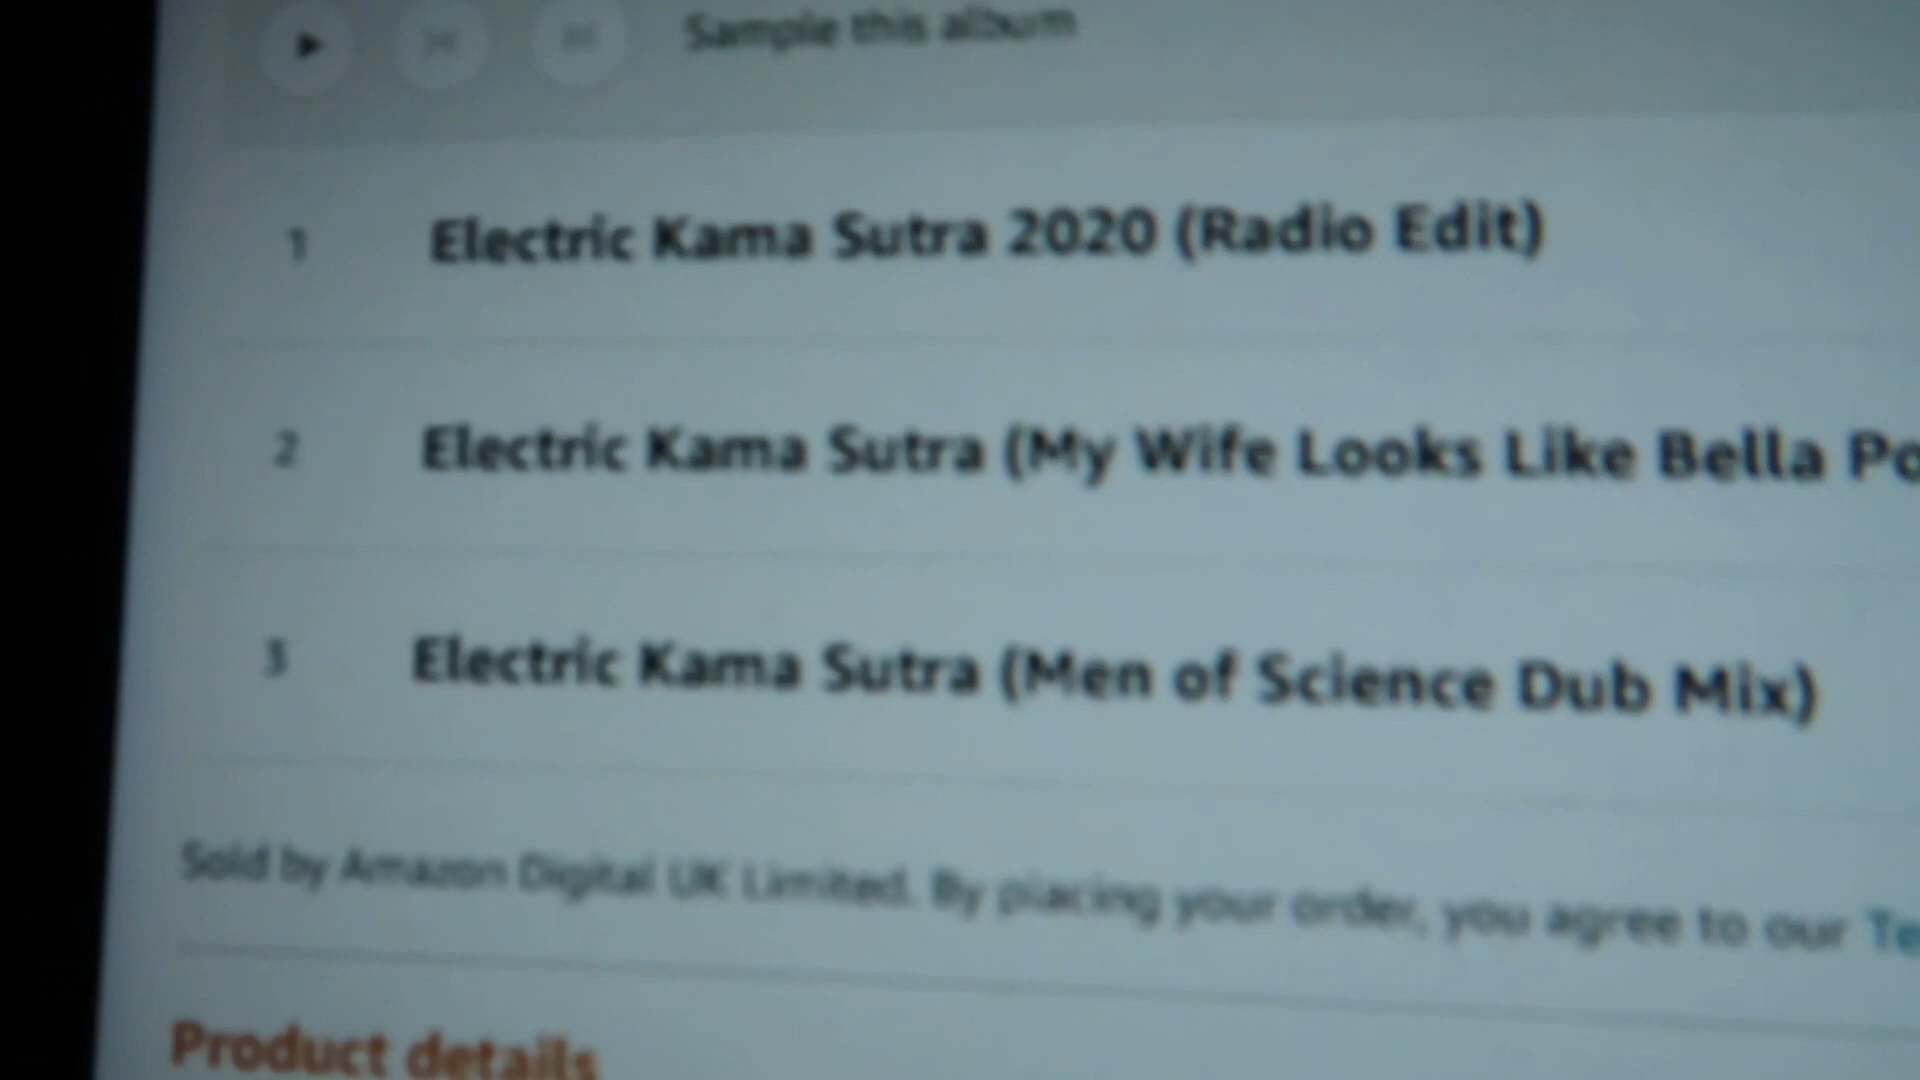 Sample this album
1 Electric Kama Sutra 2020 (Radio Edit)
2 Electric Kama Sutra (My Wife Looks Like Bella Po
3 Electric Kama Sutra (Men of Science Dub Mix)
Sold by Amazon Digital UK Limited. By placing your order, you agree to our Te
Product details